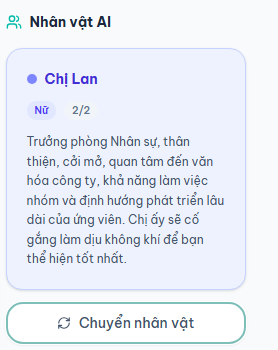 Nhân vật AI
Chị Lan
Nữ 2/2
Trưởng phòng Nhân sự, thân
thiện, cởi mở, quan tâm đến văn
hóa công ty, khả năng làm việc
nhóm và định hướng phát triển lâu
dài của ứng viên. Chị ấy sẽ cố
gắng làm dịu không khí để bạn
thể hiện tốt nhất.
Chuyển nhân vật